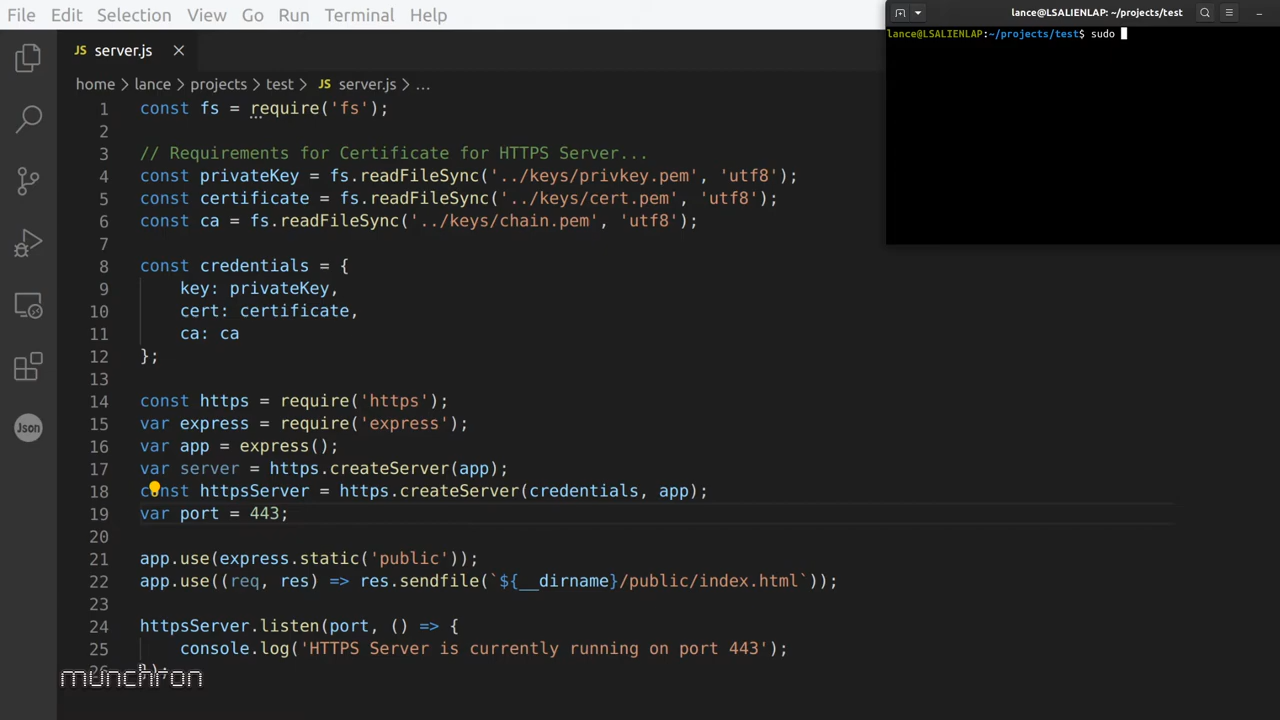 File Edit Selection View Go Run Terminal Help
lance@LSALIENLAP: ~/projects/test
lance@LSALIENLAP:~/projects/test$ sudo
JS server.js
home > lance > projects > test > JS server.js > ...
1 const fs = require('fs');
2
3 // Requirements for Certificate for HTTPS Server...
4 const privateKey = fs.readFileSync('../keys/privkey.pem', 'utf8');
5 const certificate = fs.readFileSync('../keys/cert.pem', 'utf8');
6 const ca = fs.readFileSync('../keys/chain.pem', 'utf8');
7
8 const credentials = {
9 key: privateKey,
10 cert: certificate,
11 ca: ca
12 };
13
14 const https = require('https');
15 var express = require('express');
16 var app = express();
17 var server = https.createServer(app);
18 const httpsServer = https.createServer(credentials, app);
19 var port = 443;
20
21 app.use(express.static('public'));
22 app.use((req, res) => res.sendfile(`${__dirname}/public/index.html`));
23
24 httpsServer.listen(port, () => {
25 console.log('HTTPS Server is currently running on port 443');
26 });
Json
munchron